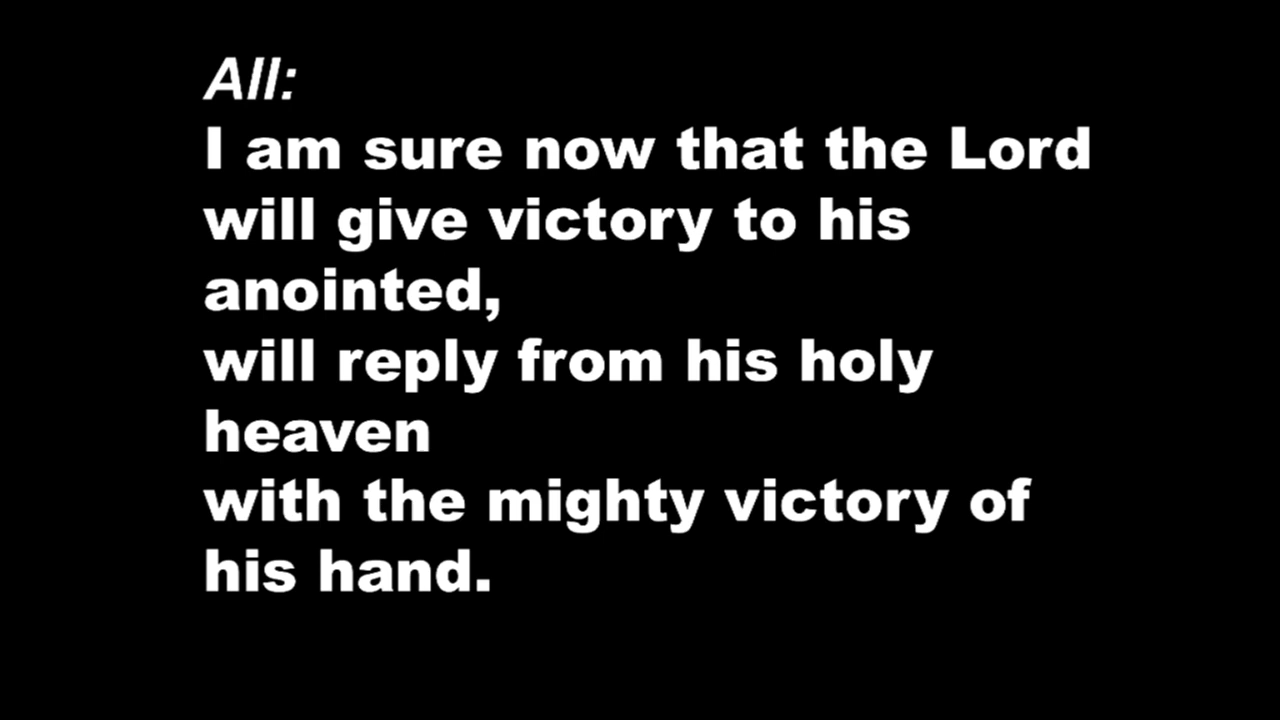 All:
I am sure now that the Lord
will give victory to his
anointed,
will reply from his holy
heaven
with the mighty victory of
his hand.